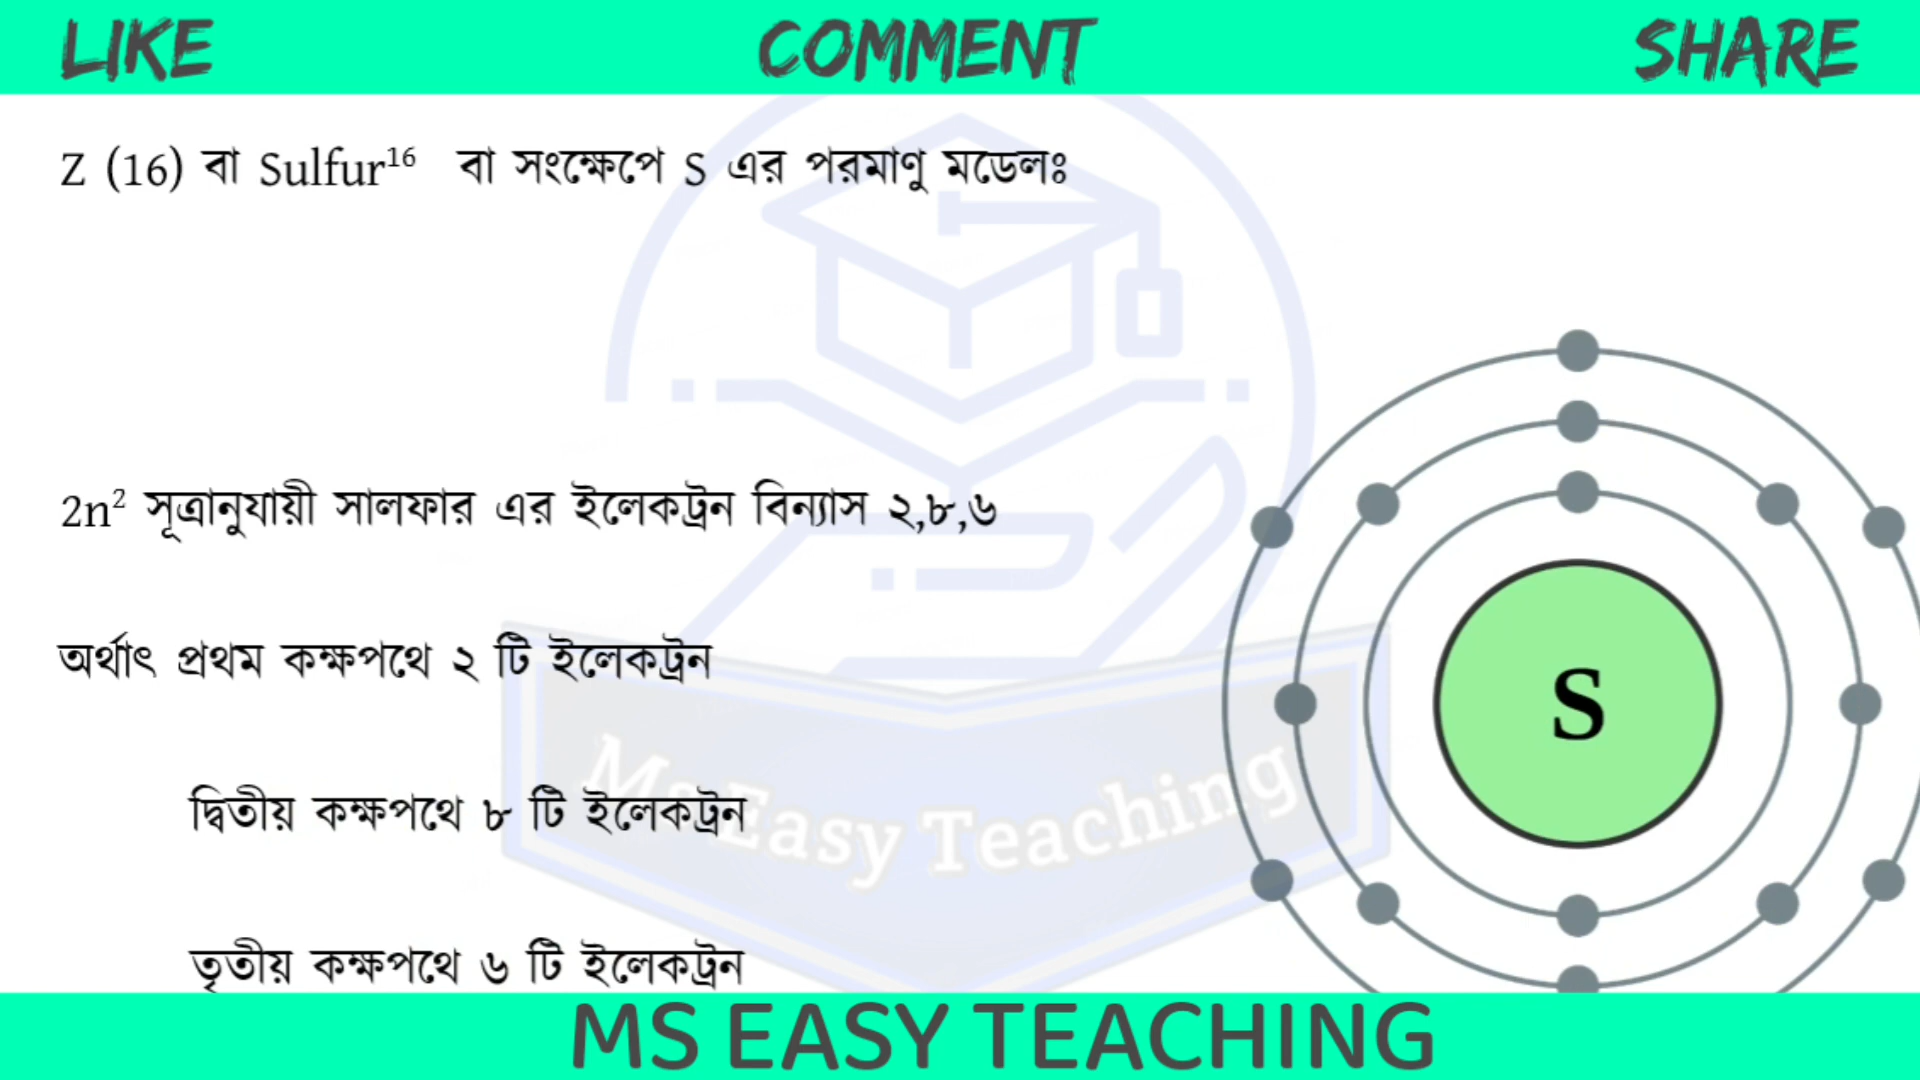 LIKE COMMENT SHARE
Z (16) বা Sulfur¹⁶ বা সংক্ষেপে S এর পরমাণু মডেলঃ
2n² সূত্রানুযায়ী সালফার এর ইলেকট্রন বিন্যাস ২,৮,৬
অর্থাৎ প্রথম কক্ষপথে ২ টি ইলেকট্রন
S
দ্বিতীয় কক্ষপথে ৮ টি ইলেকট্রন
Ms Easy Teaching
তৃতীয় কক্ষপথে ৬ টি ইলেকট্রন
MS EASY TEACHING